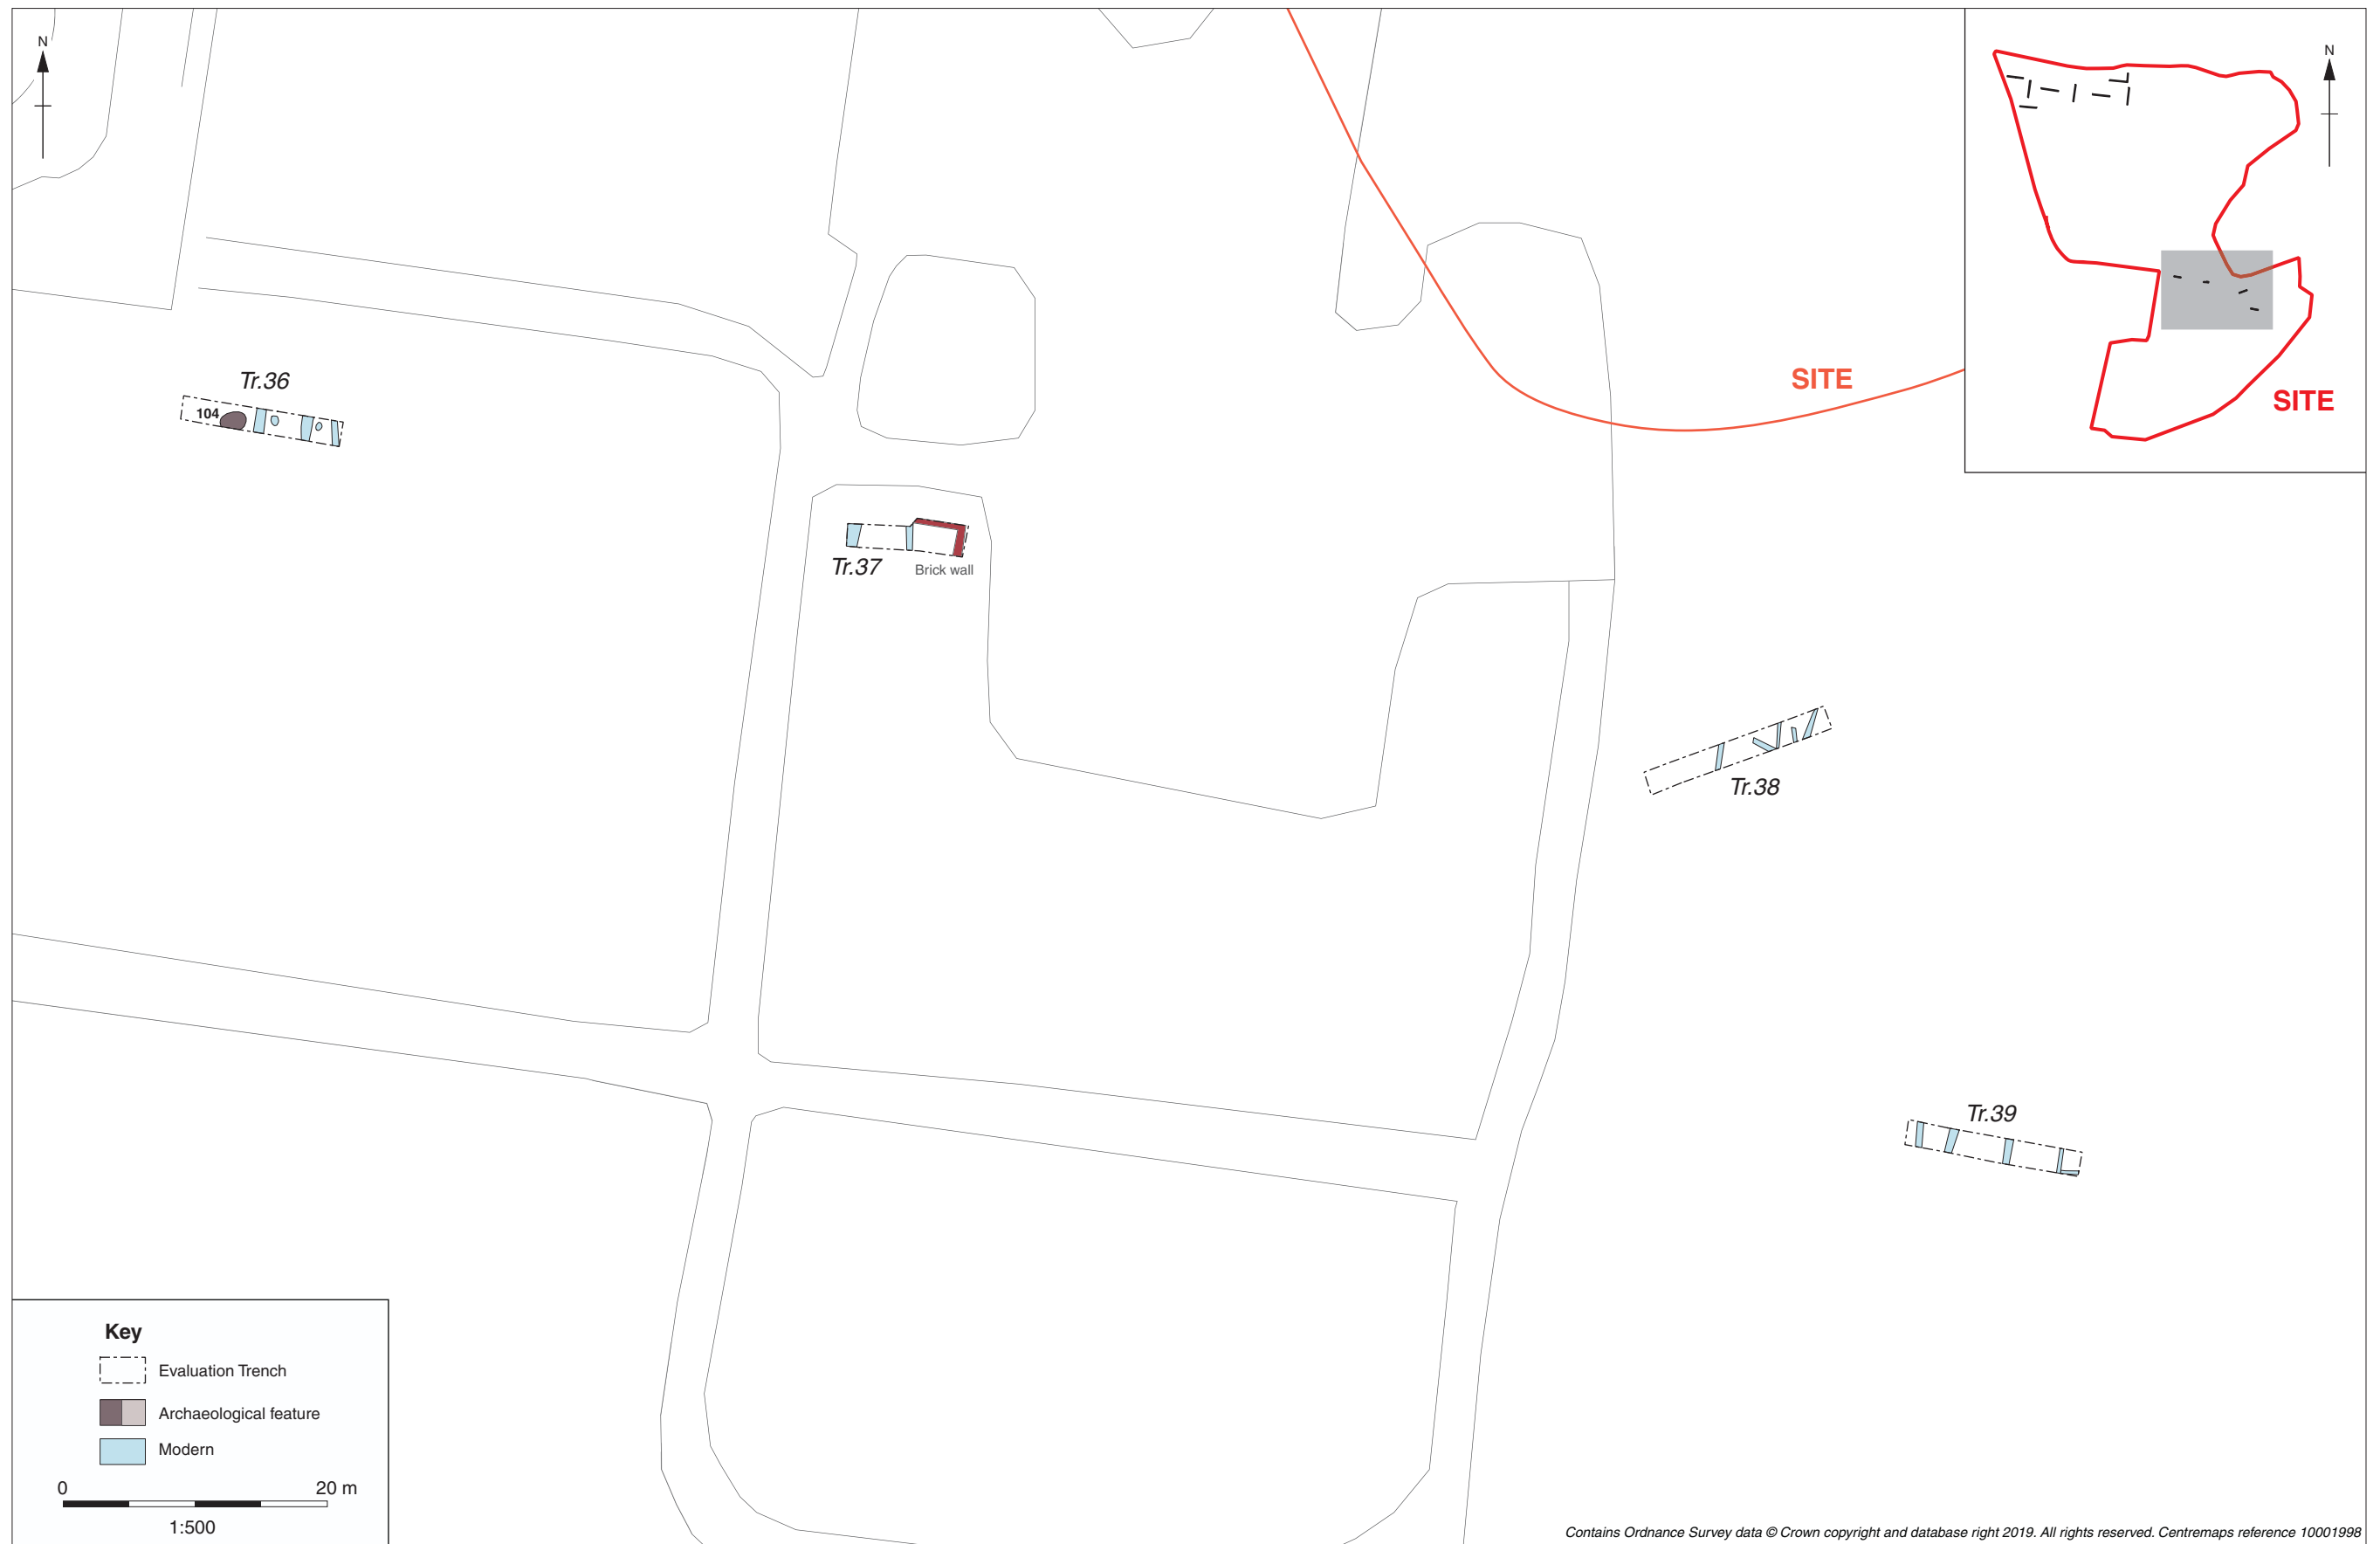 N
N
SITE
SITE
Tr.36
104
Tr.37
Brick wall
Tr.38
Tr.39
Key
Evaluation Trench
Archaeological feature
Modern
0 20 m
1:500
Contains Ordnance Survey data © Crown copyright and database right 2019. All rights reserved. Centremaps reference 10001998